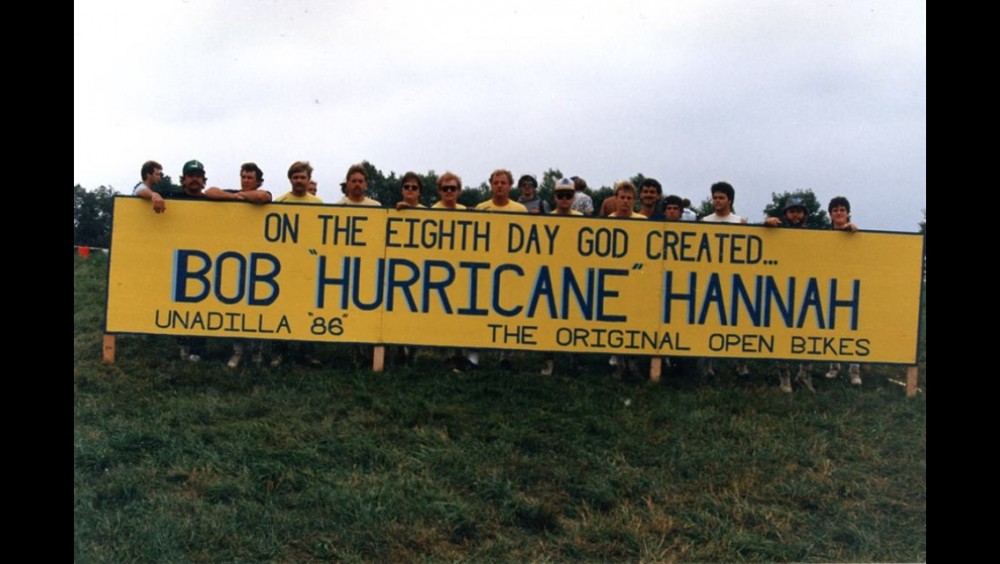 ON THE EIGHTH DAY GOD CREATED...
BOB "HURRICANE" HANNAH
UNADILLA "86"
THE ORIGINAL OPEN BIKES